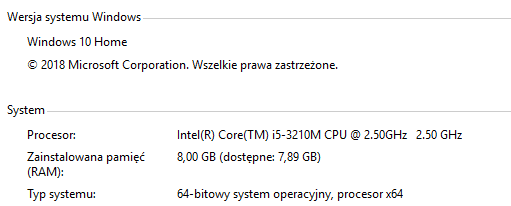 Wersja systemu Windows
Windows 10 Home
© 2018 Microsoft Corporation. Wszelkie prawa zastrzeżone.
System
Procesor: Intel(R) Core(TM) i5-3210M CPU @ 2.50GHz 2.50 GHz
Zainstalowana pamięć 8,00 GB (dostępne: 7,89 GB)
(RAM):
Typ systemu: 64-bitowy system operacyjny, procesor x64